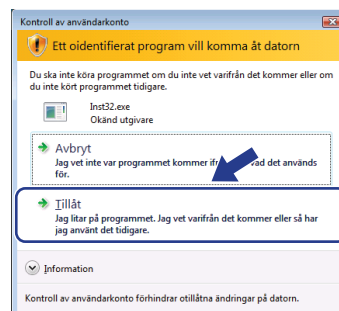 Kontroll av användarkonto
Ett oidentifierat program vill komma åt datorn
Du ska inte köra programmet om du inte vet varifrån det kommer eller om
du inte kört programmet tidigare.
Inst32.exe
Okänd utgivare
Avbryt
Jag vet inte var programmet kommer vad det används
för.
Tillåt
Jag litar på programmet. Jag vet varifrån det kommer eller så har
jag använt det tidigare.
Information
Kontroll av användarkonto förhindrar otillåtna ändringar på datorn.